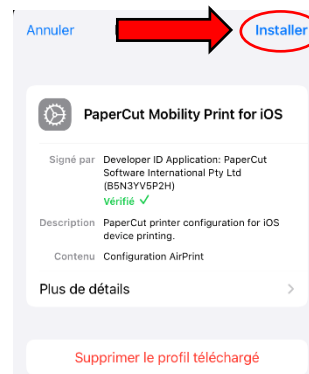 Annuler
Installer
PaperCut Mobility Print for iOS
Signé par Developer ID Application: PaperCut
Software International Pty Ltd
(B5N3YV5P2H)
Vérifié ✓
Description PaperCut printer configuration for iOS
device printing.
Contenu Configuration AirPrint
Plus de détails
Supprimer le profil téléchargé